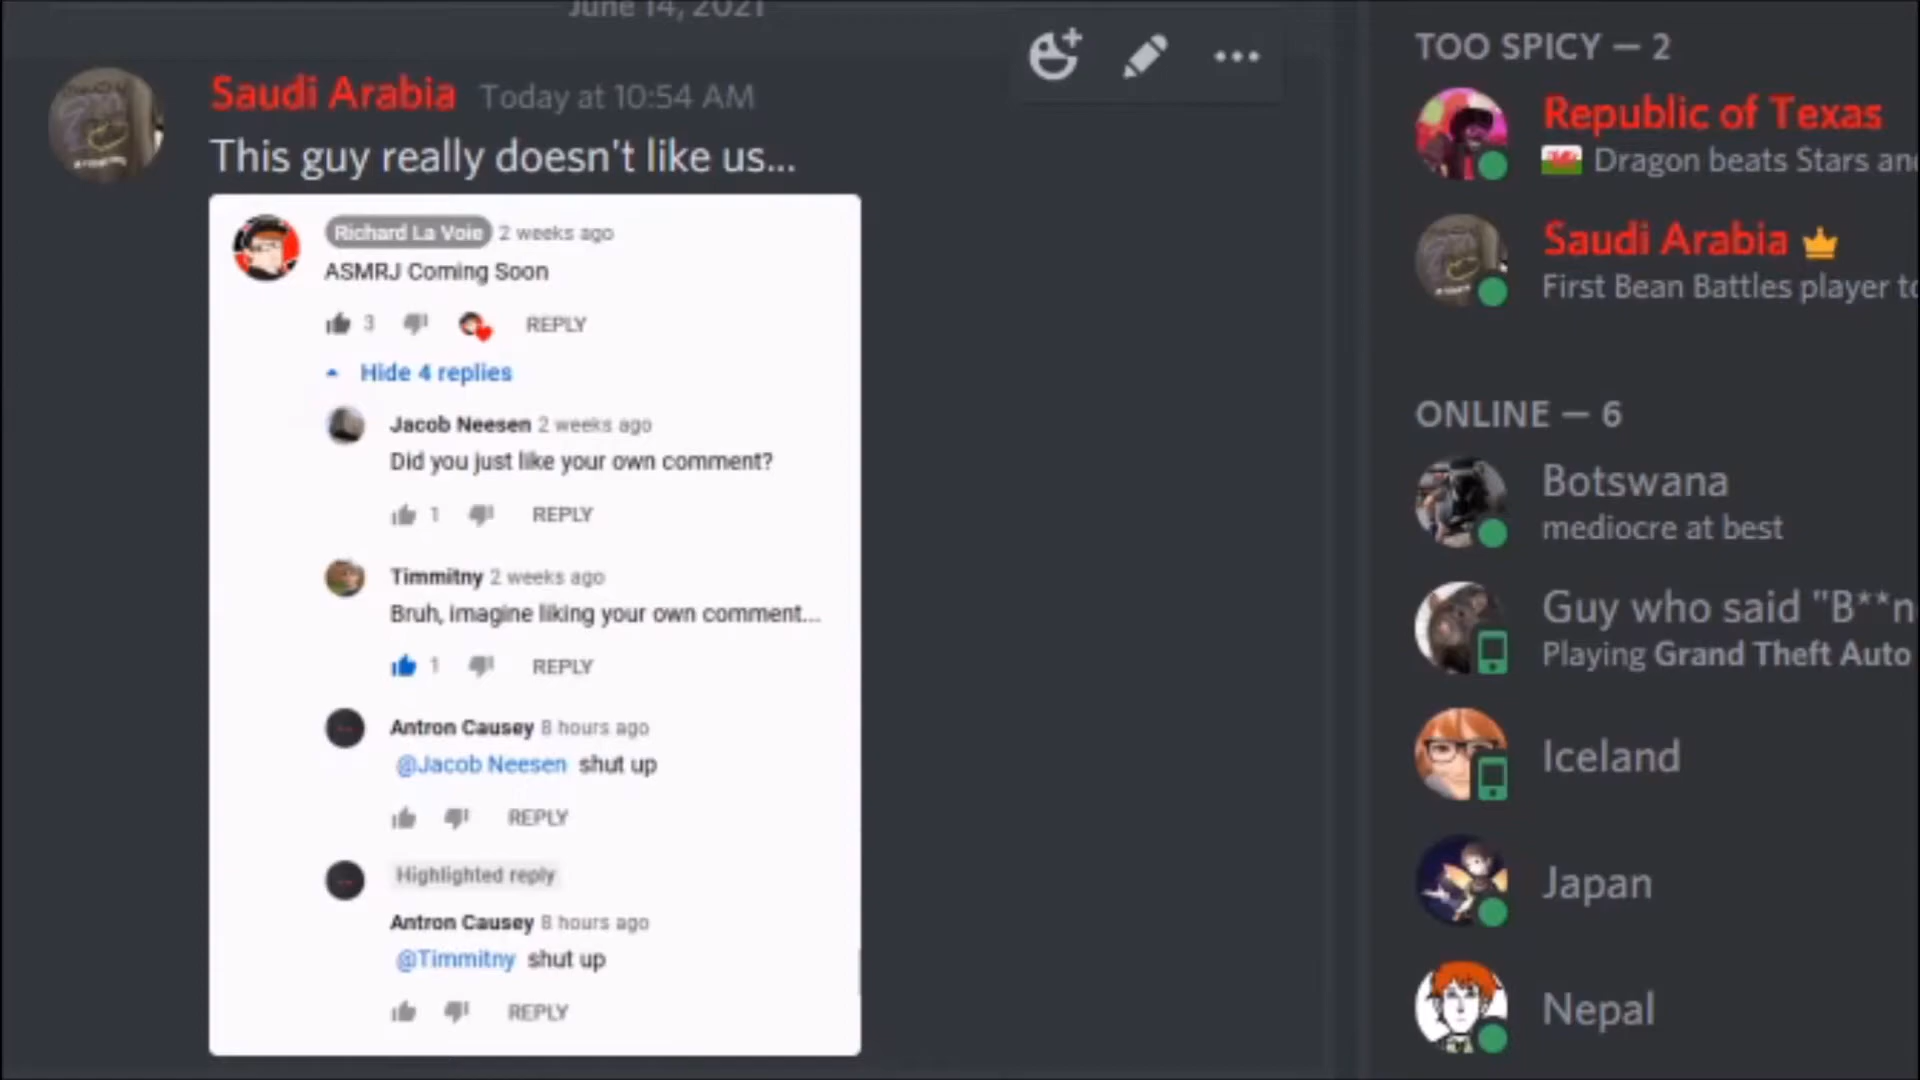 June 14, 2021
Saudi Arabia Today at 10:54 AM
This guy really doesn't like us...
Richard La Voie 2 weeks ago
ASMRJ Coming Soon
3 REPLY
Hide 4 replies
Jacob Neesen 2 weeks ago
Did you just like your own comment?
1 REPLY
Timmitny 2 weeks ago
Bruh, imagine liking your own comment...
1 REPLY
Antron Causey 8 hours ago
@Jacob Neesen shut up
REPLY
Highlighted reply
Antron Causey 8 hours ago
@Timmitny shut up
REPLY
TOO SPICY — 2
Republic of Texas
Dragon beats Stars and
Saudi Arabia
First Bean Battles player to
ONLINE — 6
Botswana
mediocre at best
Guy who said "B**n
Playing Grand Theft Auto
Iceland
Japan
Nepal